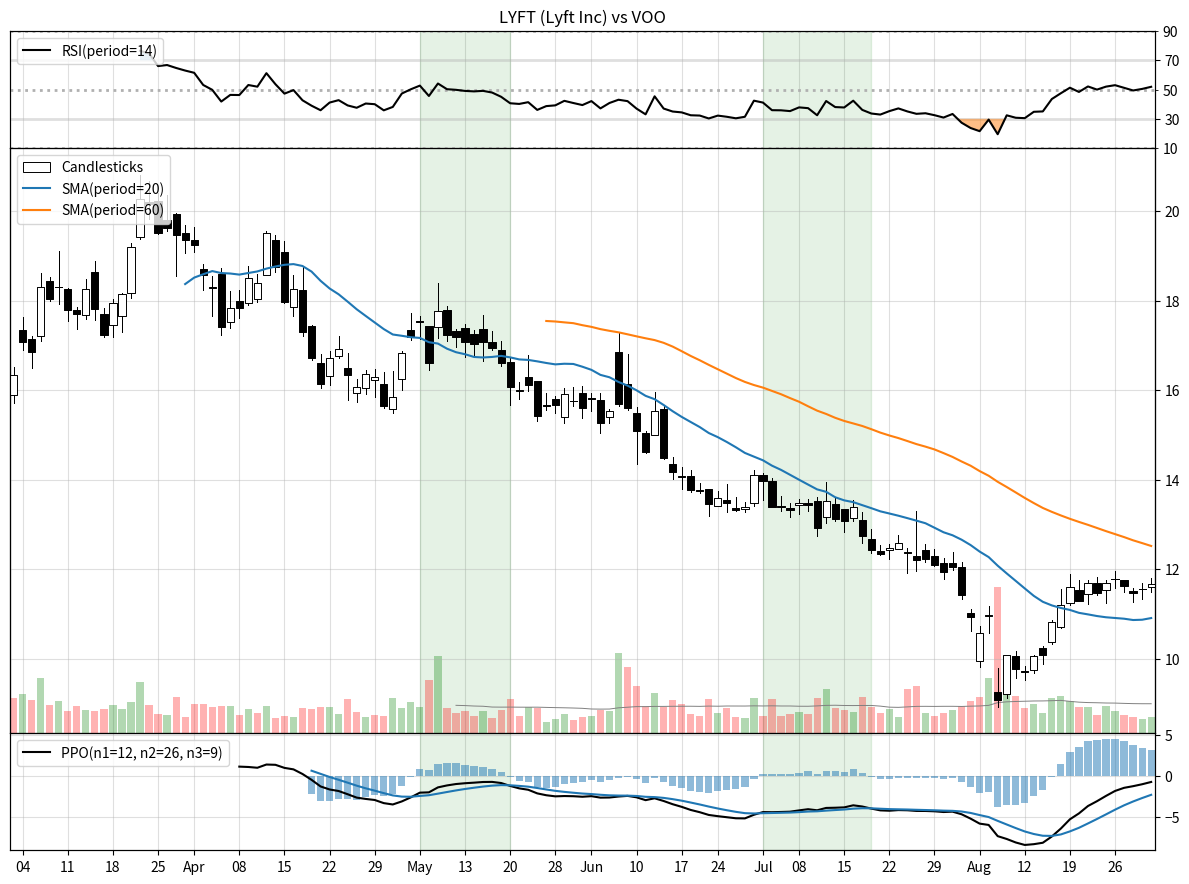 LYFT (Lyft Inc) vs VOO
RSI(period=14)
90
70
50
30
10
Candlesticks
SMA(period=20)
SMA(period=60)
20
18
16
14
12
10
PPO(n1=12, n2=26, n3=9)
5
0
−5
04 11 18 25 Apr 08 15 22 29 May 13 20 28 Jun 10 17 24 Jul 08 15 22 29 Aug 12 19 26